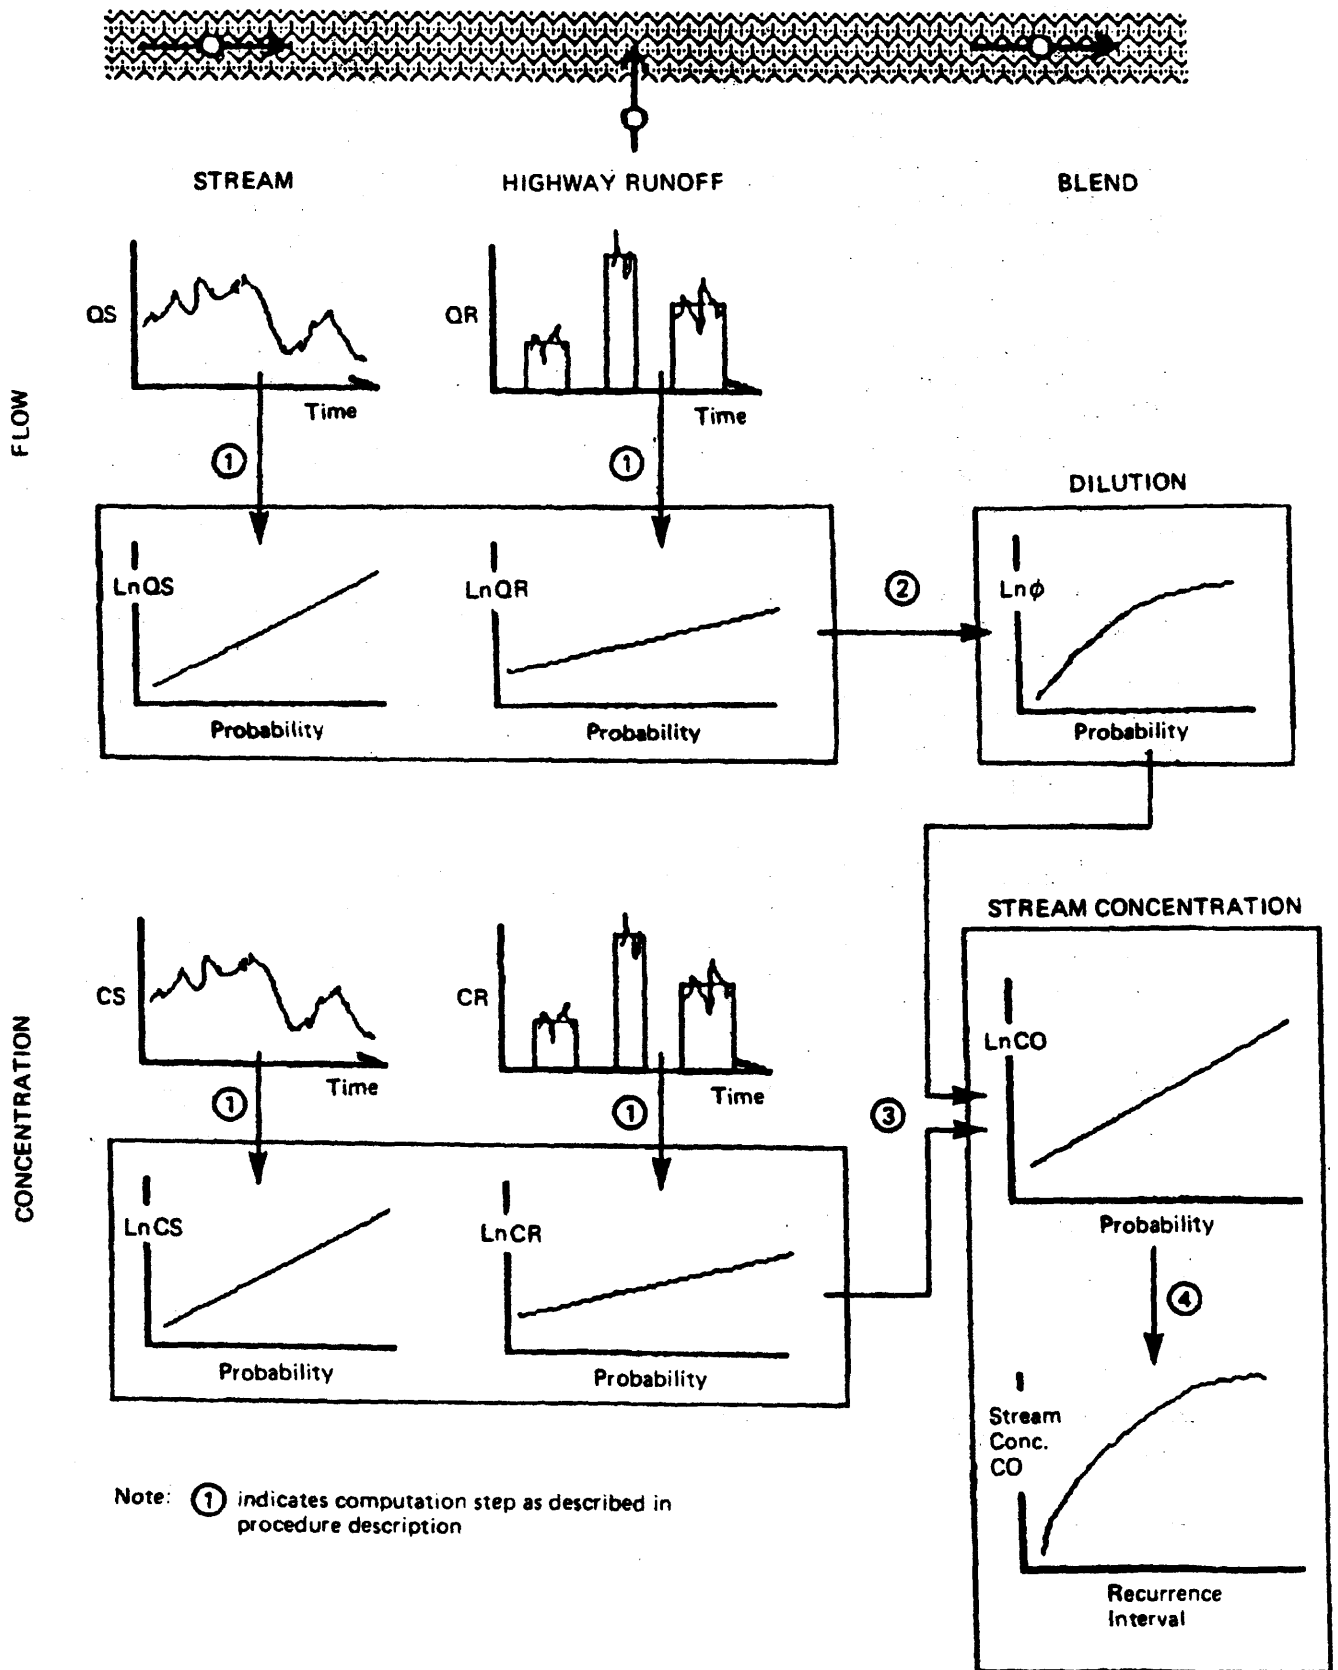 STREAM
HIGHWAY RUNOFF
BLEND
FLOW
QS
Time
QR
Time
①
①
DILUTION
LnQS
Probability
LnQR
Probability
②
Lnϕ
Probability
CONCENTRATION
CS
Time
CR
Time
①
①
STREAM CONCENTRATION
LnCS
Probability
LnCR
Probability
③
LnCO
Probability
④
Stream
Conc.
CO
Recurrence
Interval
Note: ① indicates computation step as described in
procedure description